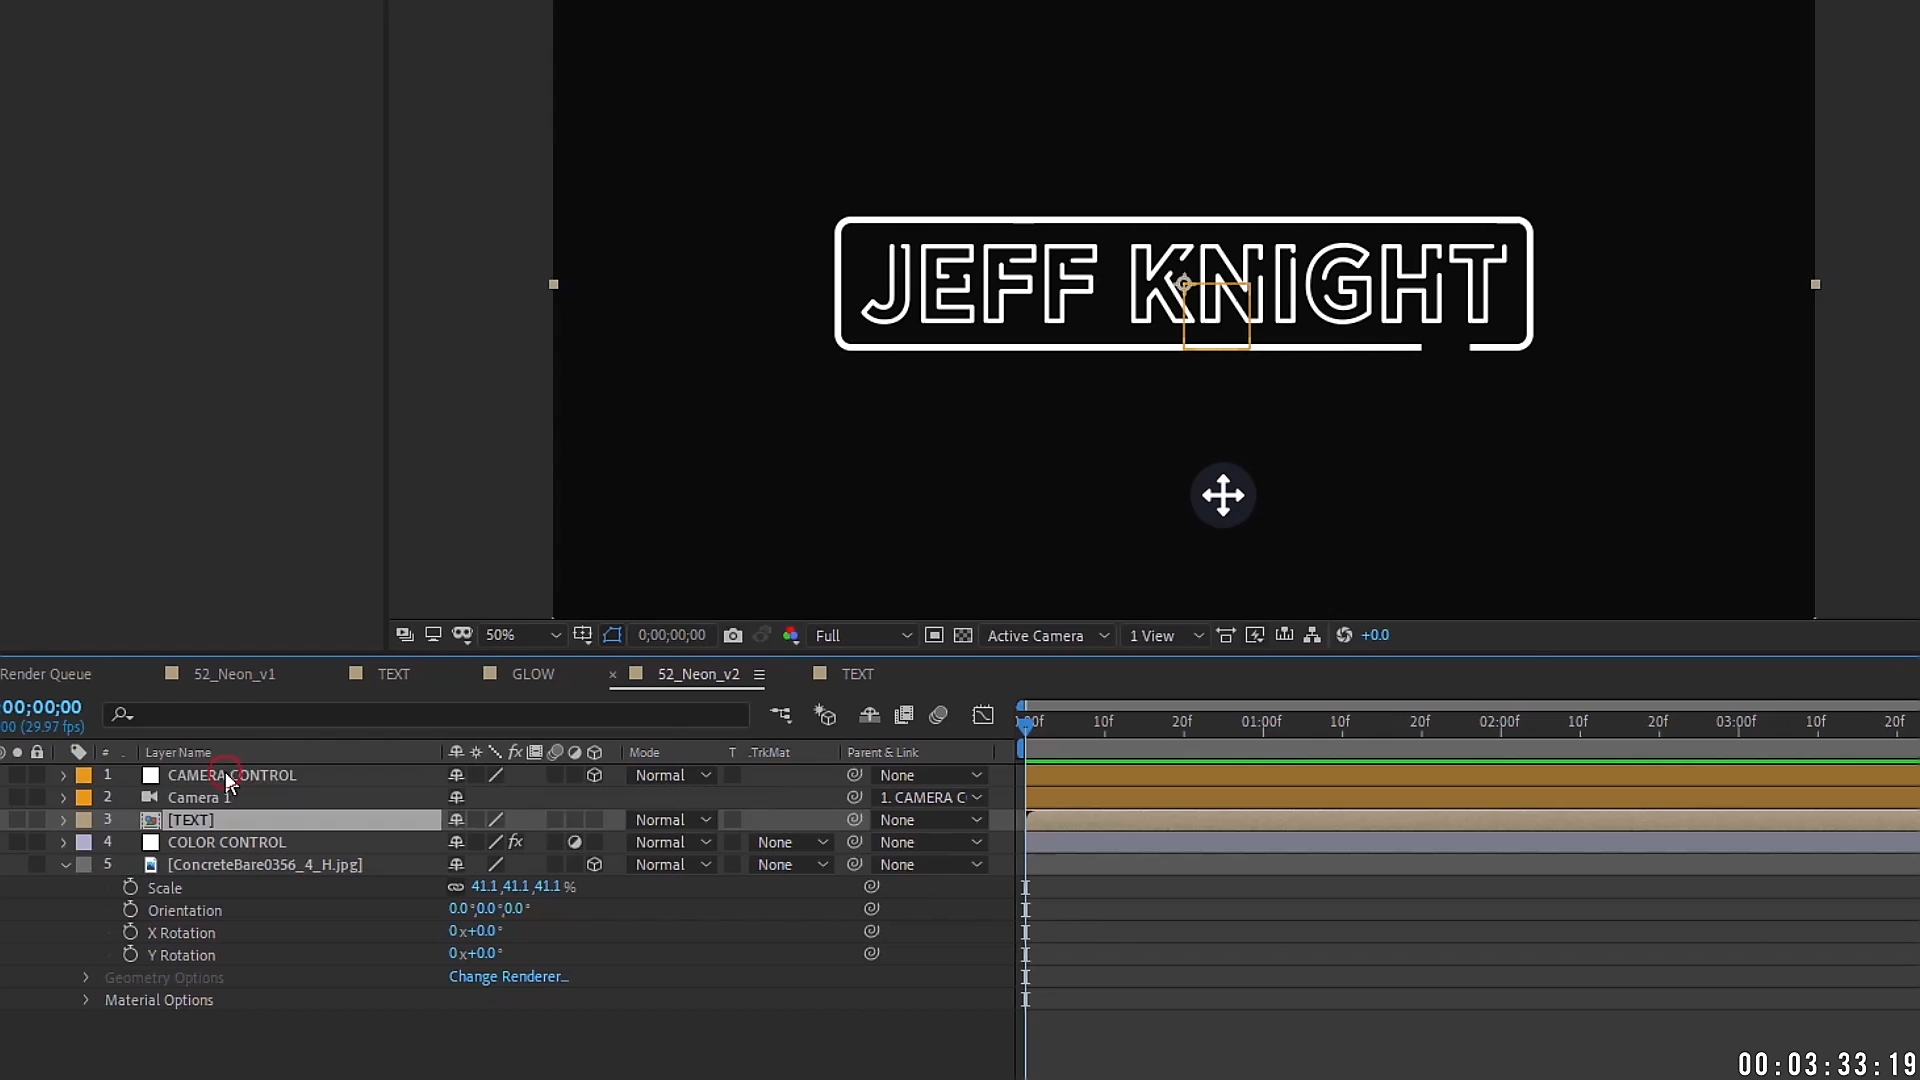 JEFF KNIGHT
50% 0;00;00;00 Full Active Camera 1 View +0.0
Render Queue 52_Neon_v1 TEXT GLOW × 52_Neon_v2 TEXT
00;00;00
00 (29.97 fps)
:00f 10f 20f 01:00f 10f 20f 02:00f 10f 20f 03:00f 10f 20f
# Layer Name fx Mode T .TrkMat Parent & Link
1 CAMERA CONTROL Normal None
2 Camera 1 1. CAMERA C
3 [TEXT] Normal None
4 COLOR CONTROL fx Normal None None
5 [ConcreteBare0356_4_H.jpg] Normal None None
Scale 41.1,41.1,41.1 %
Orientation 0.0°,0.0°,0.0°
X Rotation 0x+0.0°
Y Rotation 0x+0.0°
Geometry Options Change Renderer...
Material Options
00:03:33:19